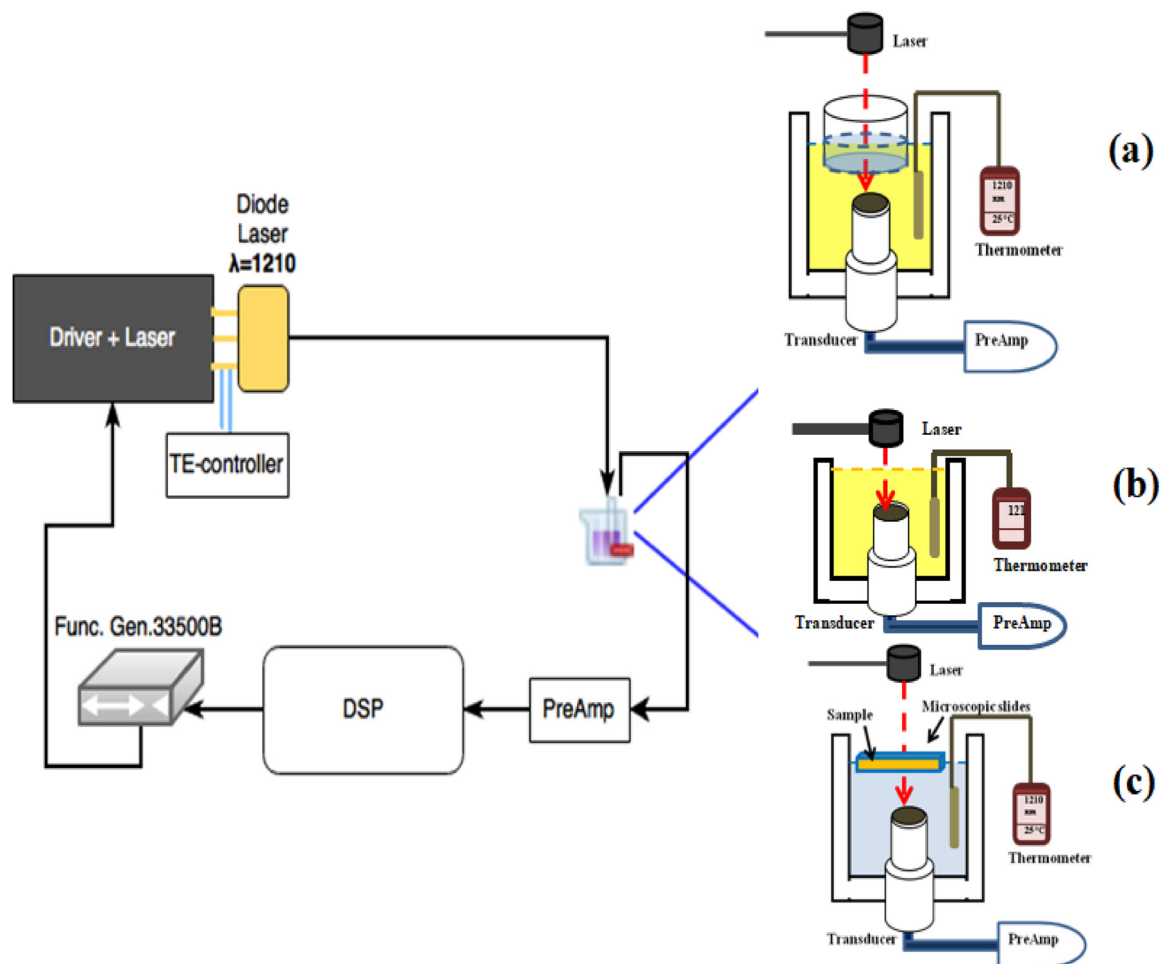 Diode
Laser
λ=1210
Driver + Laser
TE-controller
Func. Gen.33500B
DSP
PreAmp
Laser
(a)
1210
nm
25°C
Thermometer
Transducer
PreAmp
Laser
(b)
121
Thermometer
Transducer
PreAmp
Laser
Sample
Microscopic slides
(c)
1210
nm
25°C
Thermometer
Transducer
PreAmp